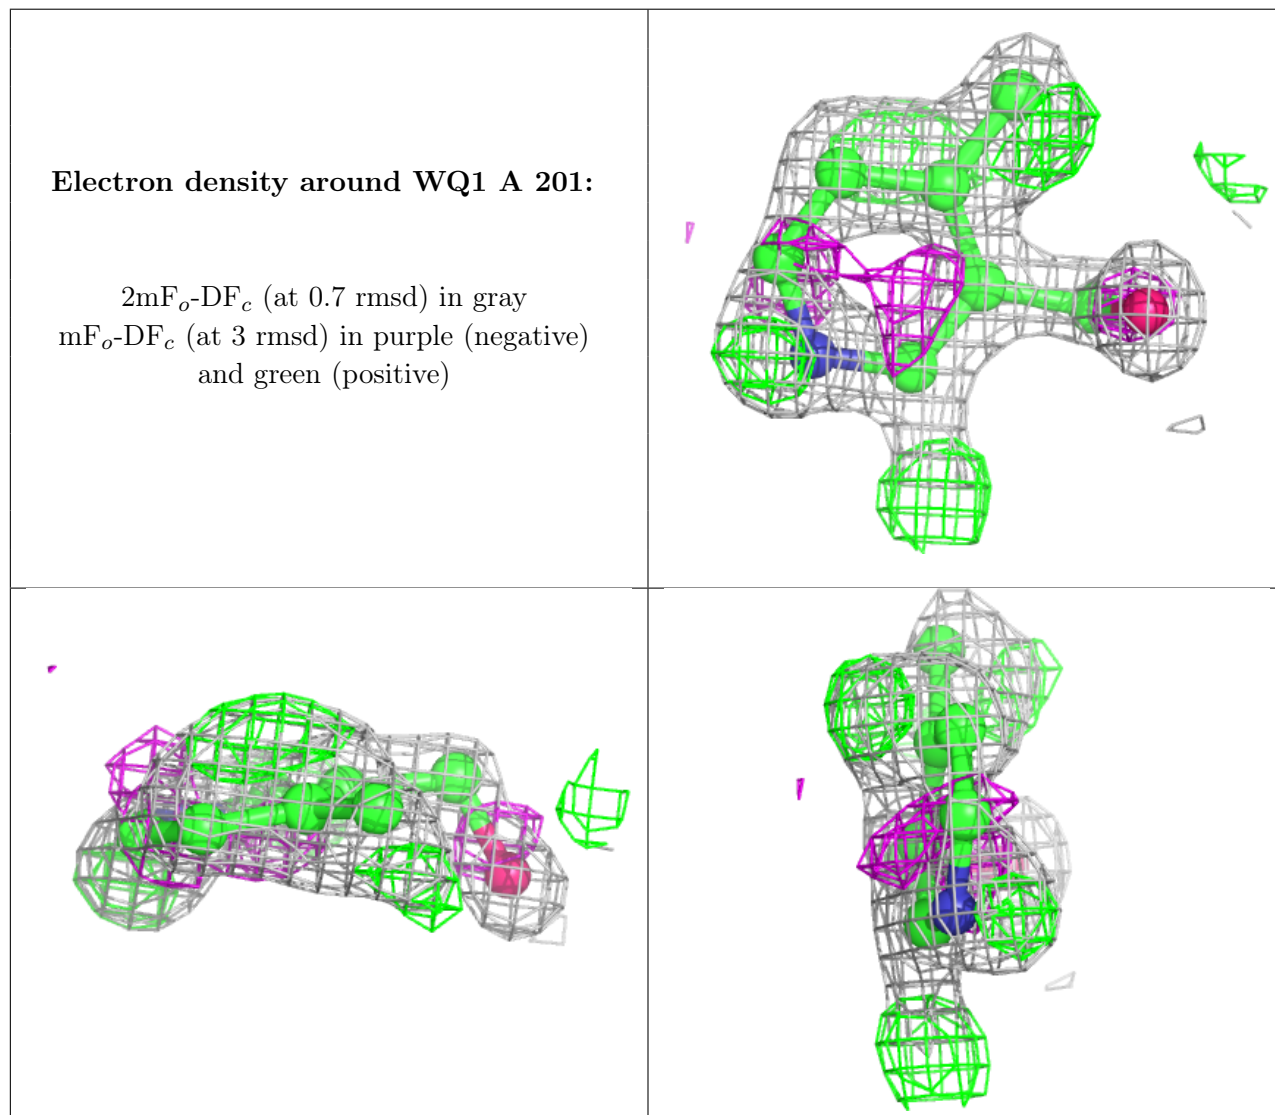 Electron density around WQ1 A 201:
2mFo-DFc (at 0.7 rmsd) in gray
mFo-DFc (at 3 rmsd) in purple (negative)
and green (positive)